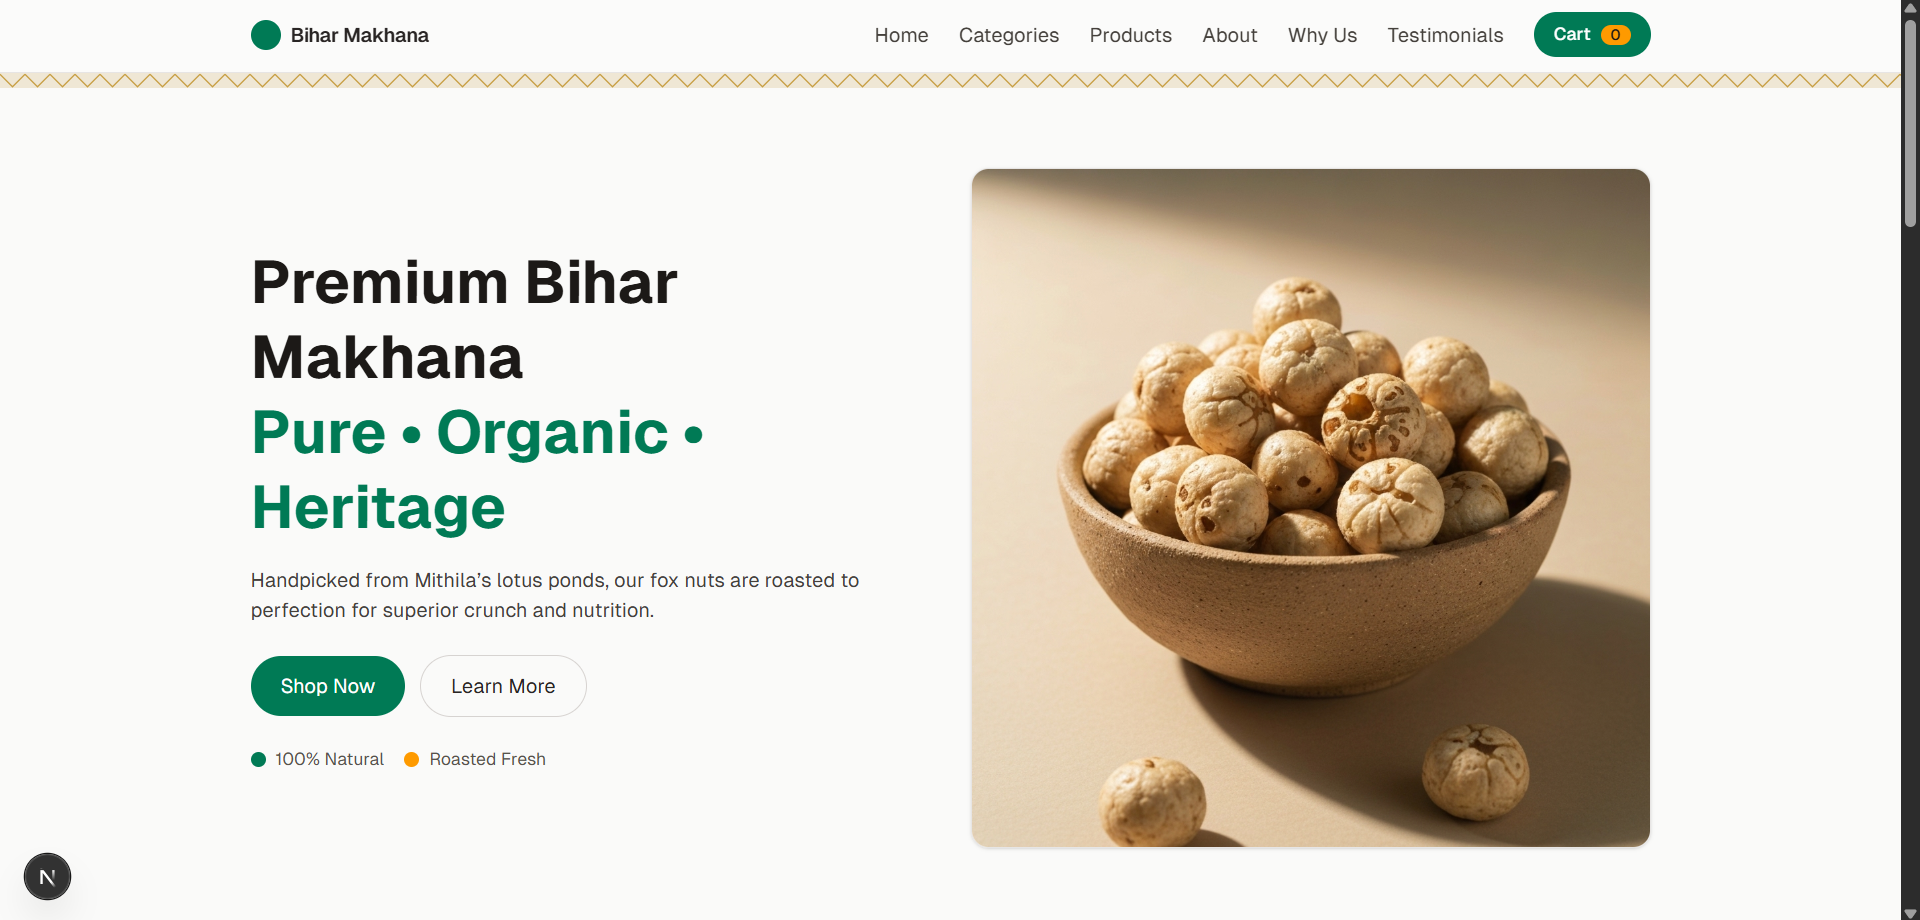 Bihar Makhana
Home
Categories
Products
About
Why Us
Testimonials
Cart 0
Premium Bihar
Makhana
Pure • Organic •
Heritage
Handpicked from Mithila’s lotus ponds, our fox nuts are roasted to
perfection for superior crunch and nutrition.
Shop Now
Learn More
100% Natural
Roasted Fresh
N